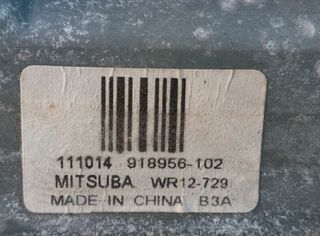 111014 918956-102
MITSUBA WR12-729
MADE IN CHINA B3A